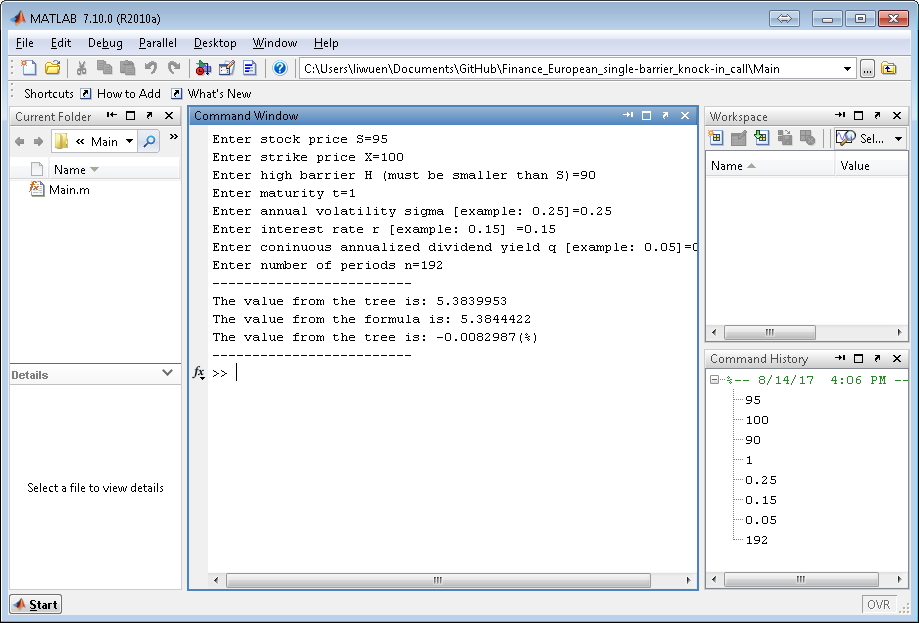 MATLAB 7.10.0 (R2010a)
File Edit Debug Parallel Desktop Window Help
C:\Users\liwuen\Documents\GitHub\Finance_European_single-barrier_knock-in_call\Main
...
Shortcuts How to Add What's New
Current Folder
« Main
»
Name
Main.m
Details
Select a file to view details
Command Window
Enter stock price S=95
Enter strike price X=100
Enter high barrier H (must be smaller than S)=90
Enter maturity t=1
Enter annual volatility sigma [example: 0.25]=0.25
Enter interest rate r [example: 0.15] =0.15
Enter coninuous annualized dividend yield q [example: 0.05]=0
Enter number of periods n=192
-------------------------
The value from the tree is: 5.3839953
The value from the formula is: 5.3844422
The value from the tree is: -0.0082987(%)
-------------------------
fx >>
Workspace
Sel...
Name Value
Command History
%-- 8/14/17 4:06 PM --
95
100
90
1
0.25
0.15
0.05
192
Start
OVR